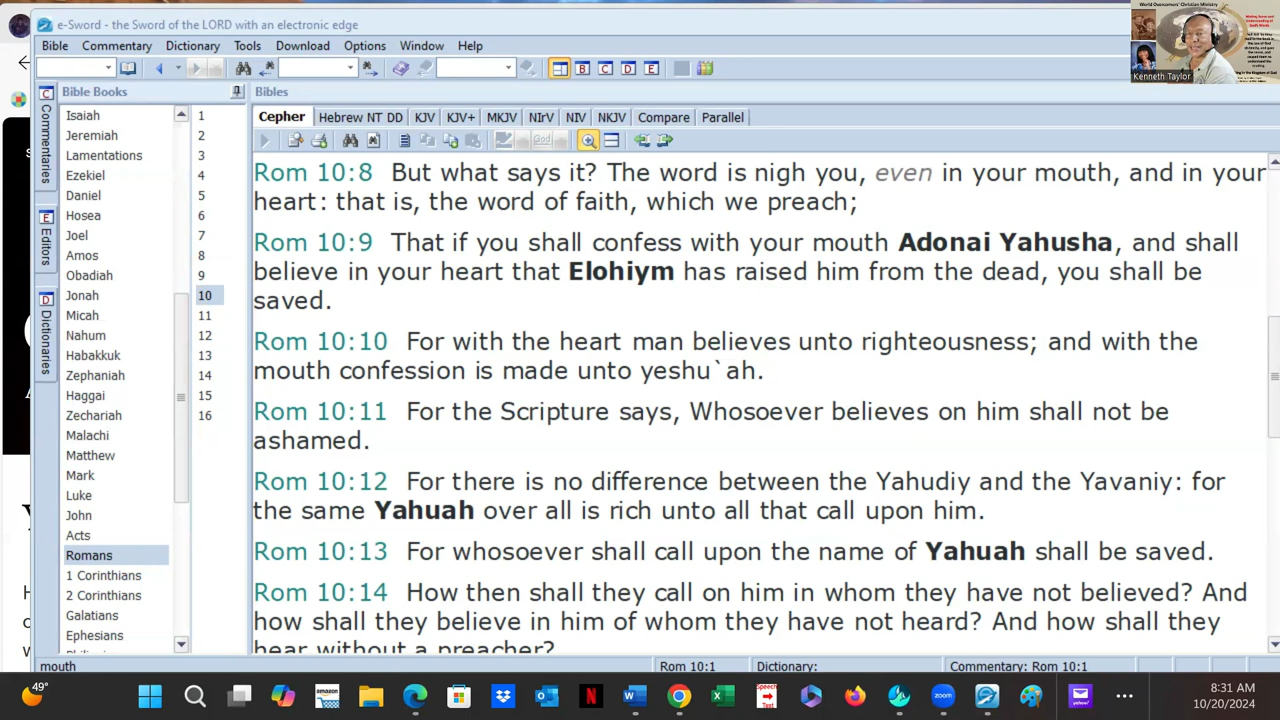 e-Sword - the Sword of the LORD with an electronic edge
Bible Commentary Dictionary Tools Download Options Window Help
B C D E
Bible Books
Bibles
Commentaries
Editors
Dictionaries
Cepher Hebrew NT DD KJV KJV+ MKJV NIrV NIV NKJV Compare Parallel
God
Isaiah
Jeremiah
Lamentations
Ezekiel
Daniel
Hosea
Joel
Amos
Obadiah
Jonah
Micah
Nahum
Habakkuk
Zephaniah
Haggai
Zechariah
Malachi
Matthew
Mark
Luke
John
Acts
Romans
1 Corinthians
2 Corinthians
Galatians
Ephesians
1
2
3
4
5
6
7
8
9
10
11
12
13
14
15
16
Rom 10:8 But what says it? The word is nigh you, even in your mouth, and in your
heart: that is, the word of faith, which we preach;
Rom 10:9 That if you shall confess with your mouth Adonai Yahusha, and shall
believe in your heart that Elohiym has raised him from the dead, you shall be
saved.
Rom 10:10 For with the heart man believes unto righteousness; and with the
mouth confession is made unto yeshu`ah.
Rom 10:11 For the Scripture says, Whosoever believes on him shall not be
ashamed.
Rom 10:12 For there is no difference between the Yahudiy and the Yavaniy: for
the same Yahuah over all is rich unto all that call upon him.
Rom 10:13 For whosoever shall call upon the name of Yahuah shall be saved.
Rom 10:14 How then shall they call on him in whom they have not believed? And
how shall they believe in him of whom they have not heard? And how shall they
hear without a preacher?
mouth
Rom 10:1
Dictionary:
Commentary: Rom 10:1
World Overcomers' Christian Ministry
Kenneth Taylor
49°
amazon
Speech
Text
zoom
yahoo!
8:31 AM
10/20/2024